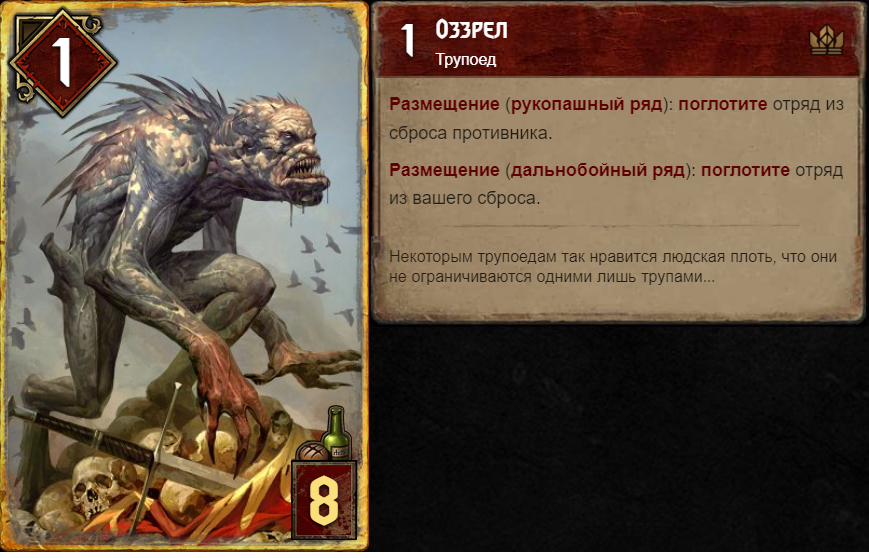 1
8
1
Оззрел
Трупоед
Размещение (рукопашный ряд): поглотите отряд из
сброса противника.
Размещение (дальнобойный ряд): поглотите отряд
из вашего сброса.
Некоторым трупоедам так нравится людская плоть, что они
не ограничиваются одними лишь трупами...